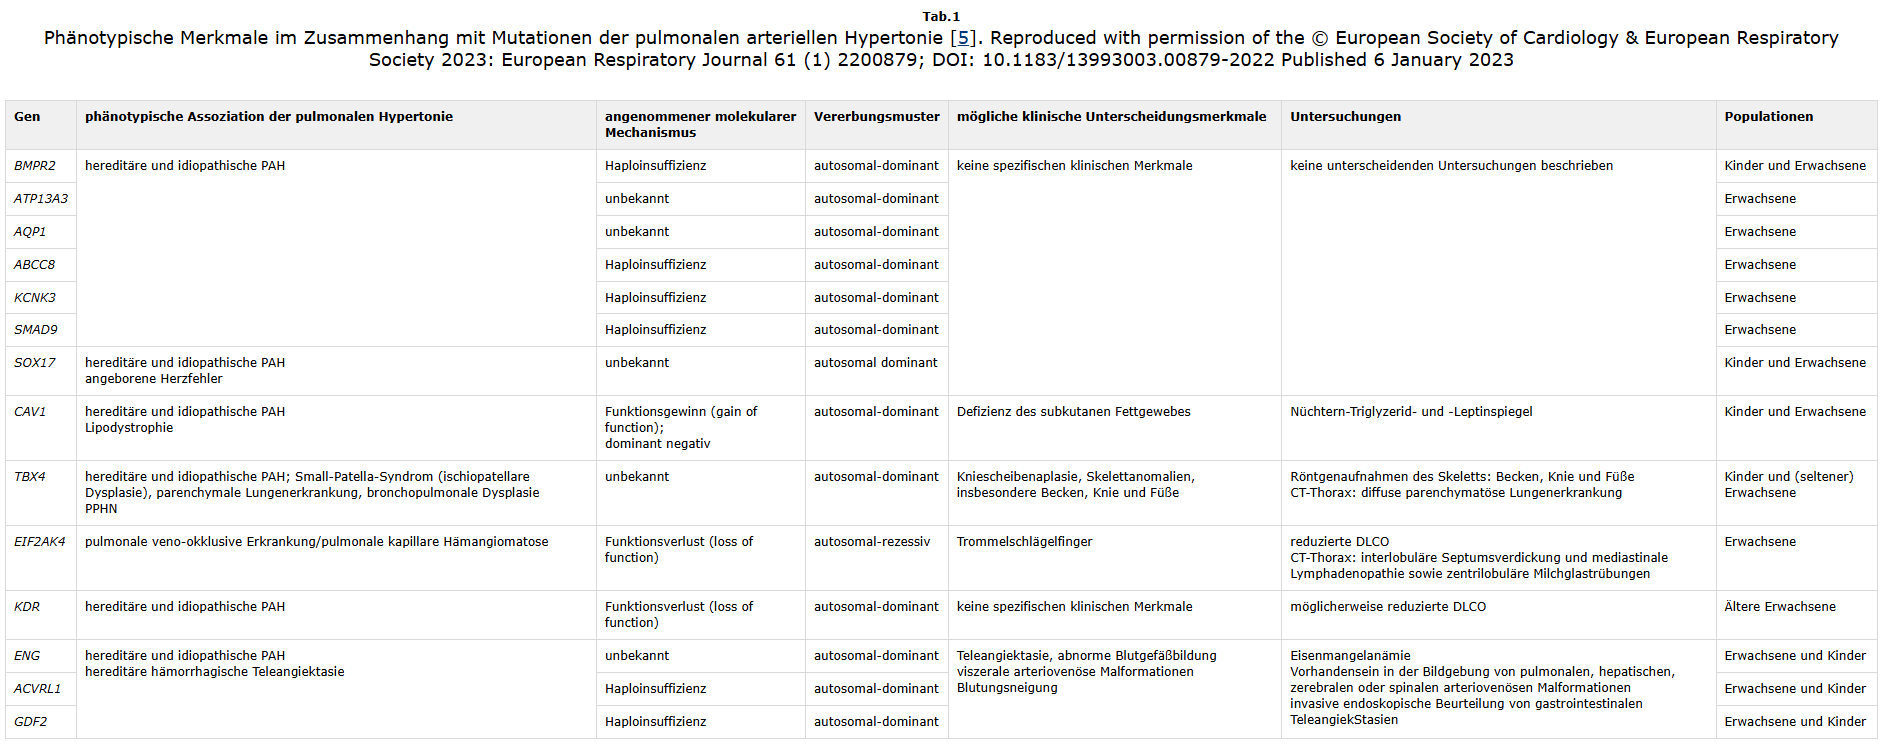 Tab.1
Phänotypische Merkmale im Zusammenhang mit Mutationen der pulmonalen arteriellen Hypertonie [5]. Reproduced with permission of the © European Society of Cardiology & European Respiratory
Society 2023: European Respiratory Journal 61 (1) 2200879; DOI: 10.1183/13993003.00879-2022 Published 6 January 2023
Gen phänotypische Assoziation der pulmonalen Hypertonie angenommener molekularer Vererbungsmuster mögliche klinische Unterscheidungsmerkmale Untersuchungen Populationen
Mechanismus
BMPR2 hereditäre und idiopathische PAH Haploinsuffizienz autosomal-dominant keine spezifischen klinischen Merkmale keine unterscheidenden Untersuchungen beschrieben Kinder und Erwachsene
ATP13A3 unbekannt autosomal-dominant Erwachsene
AQP1 unbekannt autosomal-dominant Erwachsene
ABCC8 Haploinsuffizienz autosomal-dominant Erwachsene
KCNK3 Haploinsuffizienz autosomal-dominant Erwachsene
SMAD9 Haploinsuffizienz autosomal-dominant Erwachsene
SOX17 hereditäre und idiopathische PAH unbekannt autosomal dominant Kinder und Erwachsene
angeborene Herzfehler
CAV1 hereditäre und idiopathische PAH Funktionsgewinn (gain of autosomal-dominant Defizienz des subkutanen Fettgewebes Nüchtern-Triglyzerid- und -Leptinspiegel Kinder und Erwachsene
Lipodystrophie function);
dominant negativ
TBX4 hereditäre und idiopathische PAH; Small-Patella-Syndrom (ischiopatellare unbekannt autosomal-dominant Kniescheibenaplasie, Skelettanomalien, Röntgenaufnahmen des Skeletts: Becken, Knie und Füße Kinder und (seltener)
Dysplasie), parenchymale Lungenerkrankung, bronchopulmonale Dysplasie insbesondere Becken, Knie und Füße CT-Thorax: diffuse parenchymatöse Lungenerkrankung Erwachsene
PPHN
EIF2AK4 pulmonale veno-okklusive Erkrankung/pulmonale kapillare Hämangiomatose Funktionsverlust (loss of autosomal-rezessiv Trommelschlägelfinger reduzierte DLCO Erwachsene
function) CT-Thorax: interlobuläre Septumsverdickung und mediastinale
Lymphadenopathie sowie zentrilobuläre Milchglastrübungen
KDR hereditäre und idiopathische PAH Funktionsverlust (loss of autosomal-dominant keine spezifischen klinischen Merkmale möglicherweise reduzierte DLCO Ältere Erwachsene
function)
ENG hereditäre und idiopathische PAH unbekannt autosomal-dominant Teleangiektasie, abnorme Blutgefäßbildung Eisenmangelanämie Erwachsene und Kinder
hereditäre hämorrhagische Teleangiektasie viszerale arteriovenöse Malformationen Vorhandensein in der Bildgebung von pulmonalen, hepatischen,
ACVRL1 Haploinsuffizienz autosomal-dominant Blutungsneigung zerebralen oder spinalen arteriovenösen Malformationen Erwachsene und Kinder
invasive endoskopische Beurteilung von gastrointestinalen
GDF2 Haploinsuffizienz autosomal-dominant TeleangiekStasien Erwachsene und Kinder